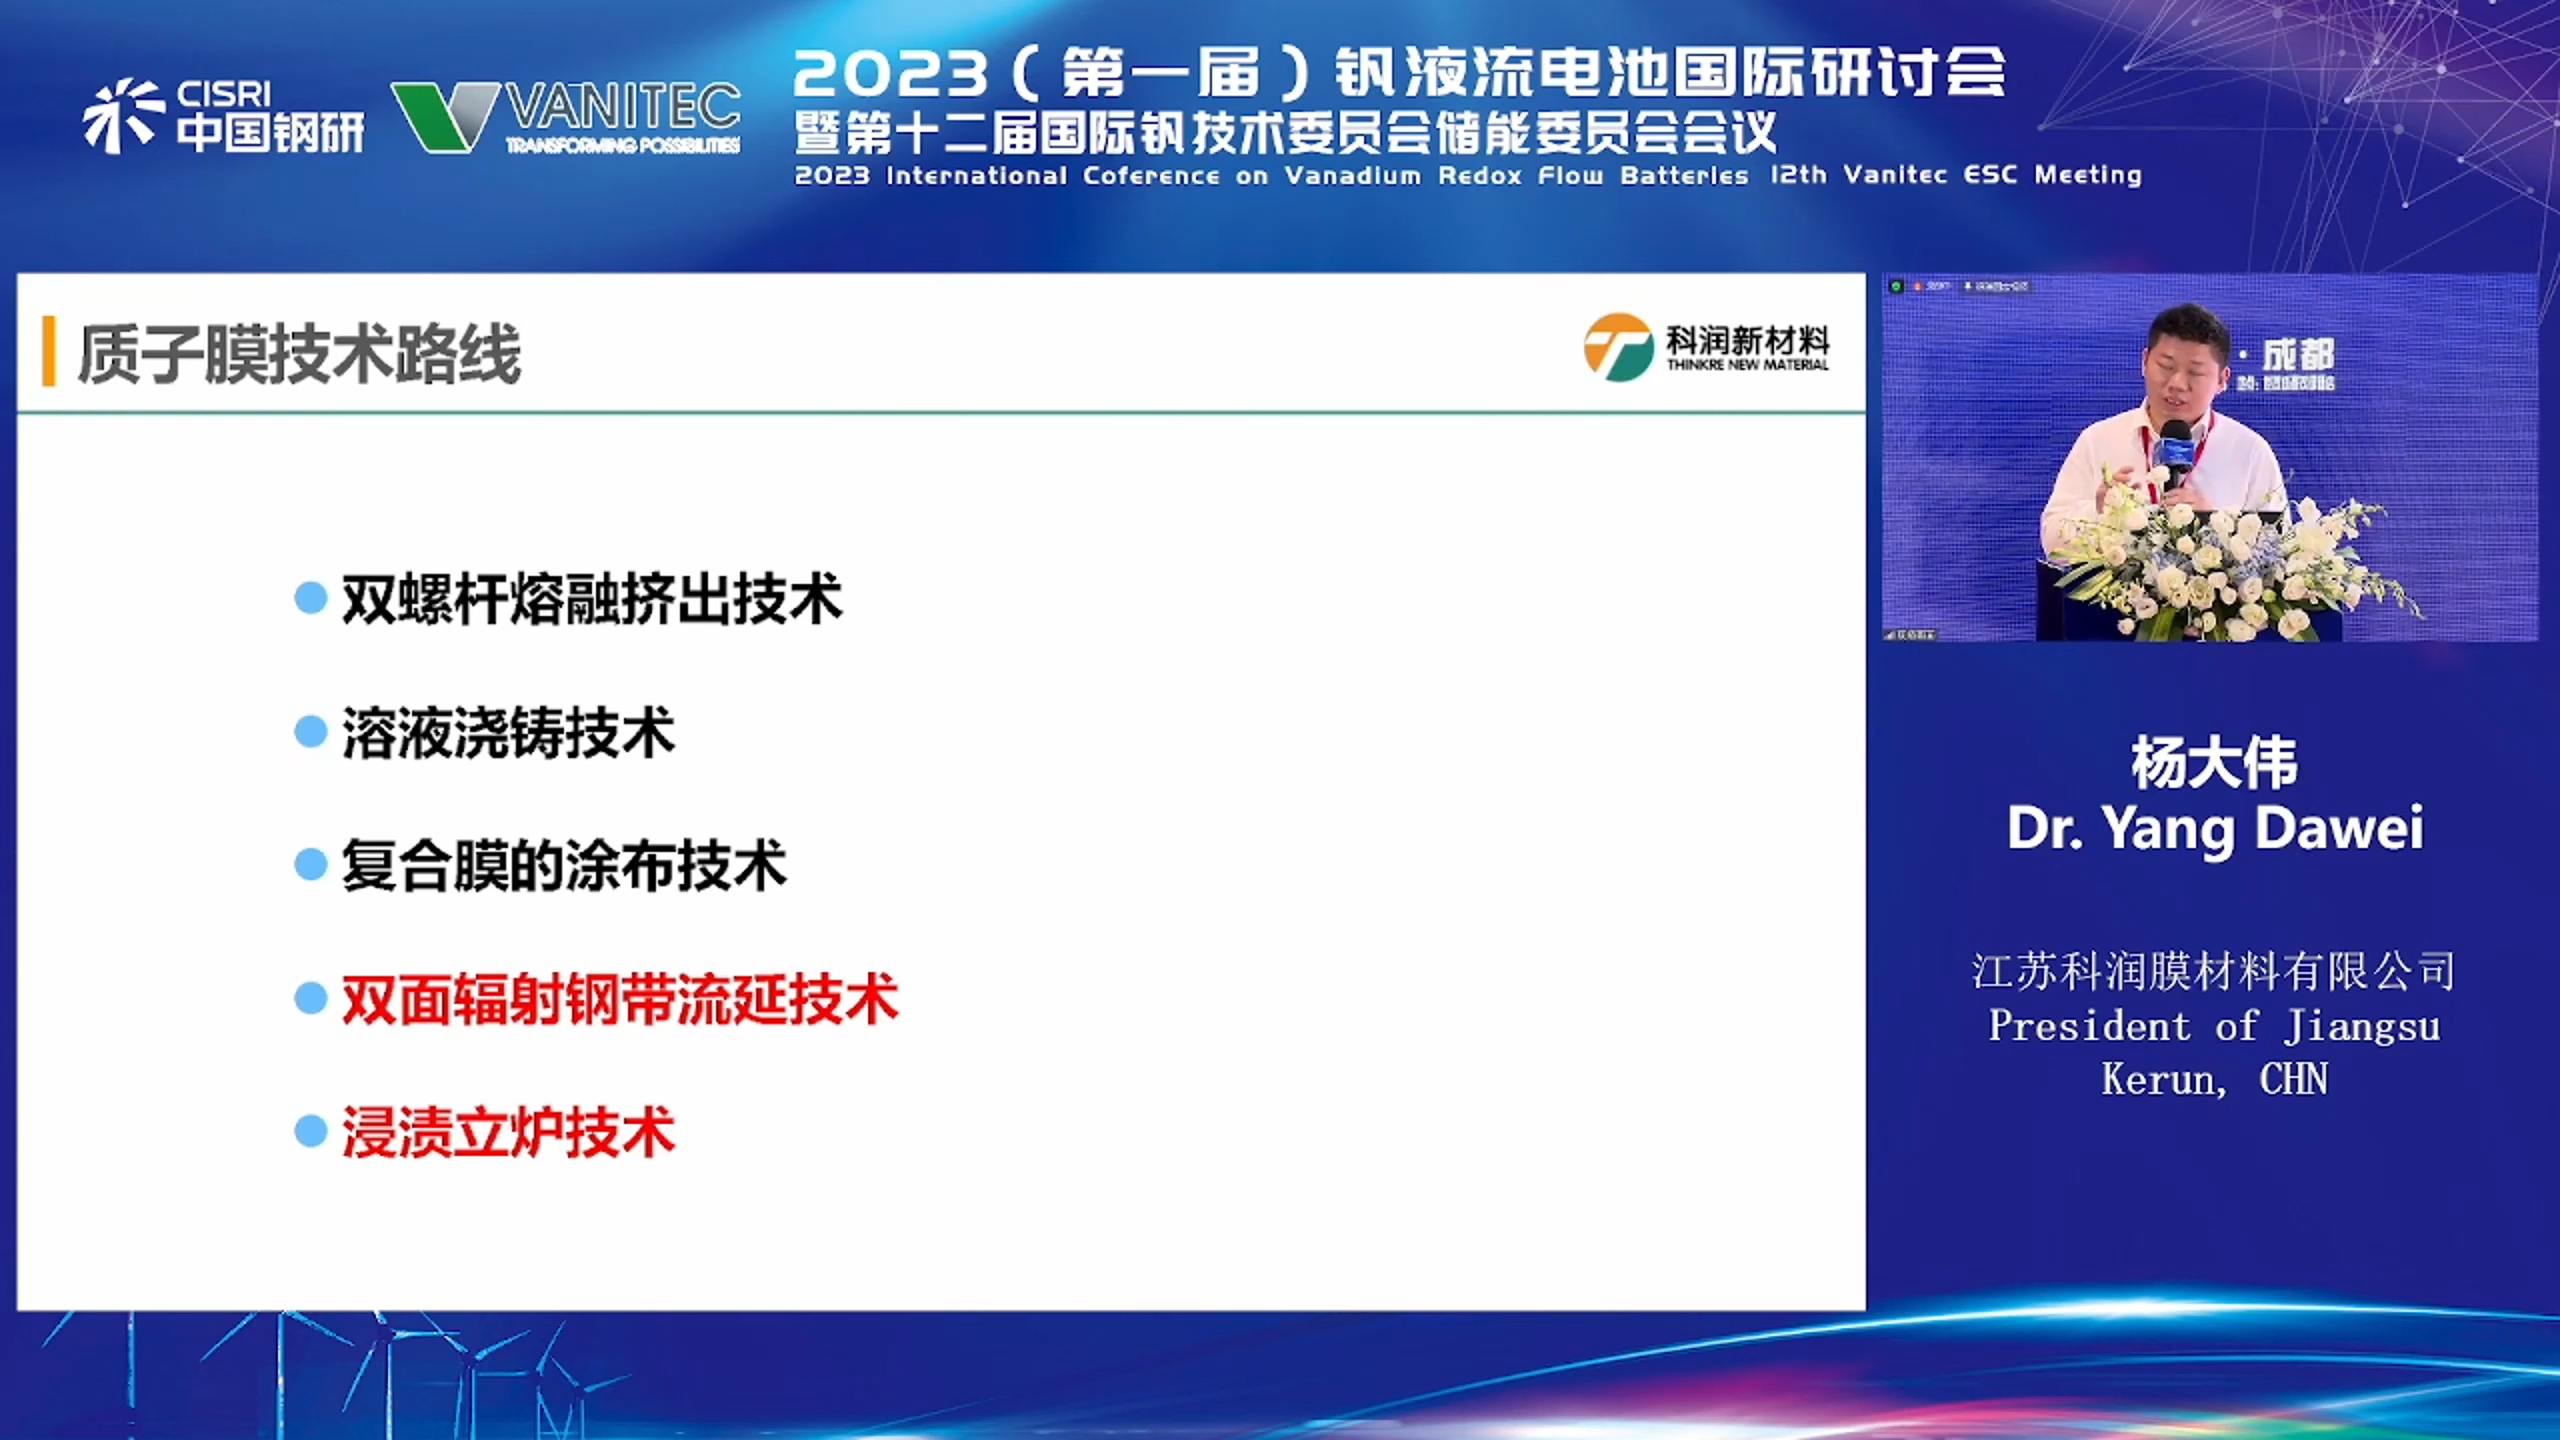 CISRI
中国钢研
VANITEC
TRANSFORMING POSSIBILITIES
2023（第一届）钒液流电池国际研讨会
暨第十二届国际钒技术委员会储能委员会会议
2023 International Coference on Vanadium Redox Flow Batteries 12th Vanitec ESC Meeting
质子膜技术路线
科润新材料
THINKRE NEW MATERIAL
双螺杆熔融挤出技术
溶液浇铸技术
复合膜的涂布技术
双面辐射钢带流延技术
浸渍立炉技术
· 成都
杨大伟
Dr. Yang Dawei
江苏科润膜材料有限公司
President of Jiangsu
Kerun, CHN